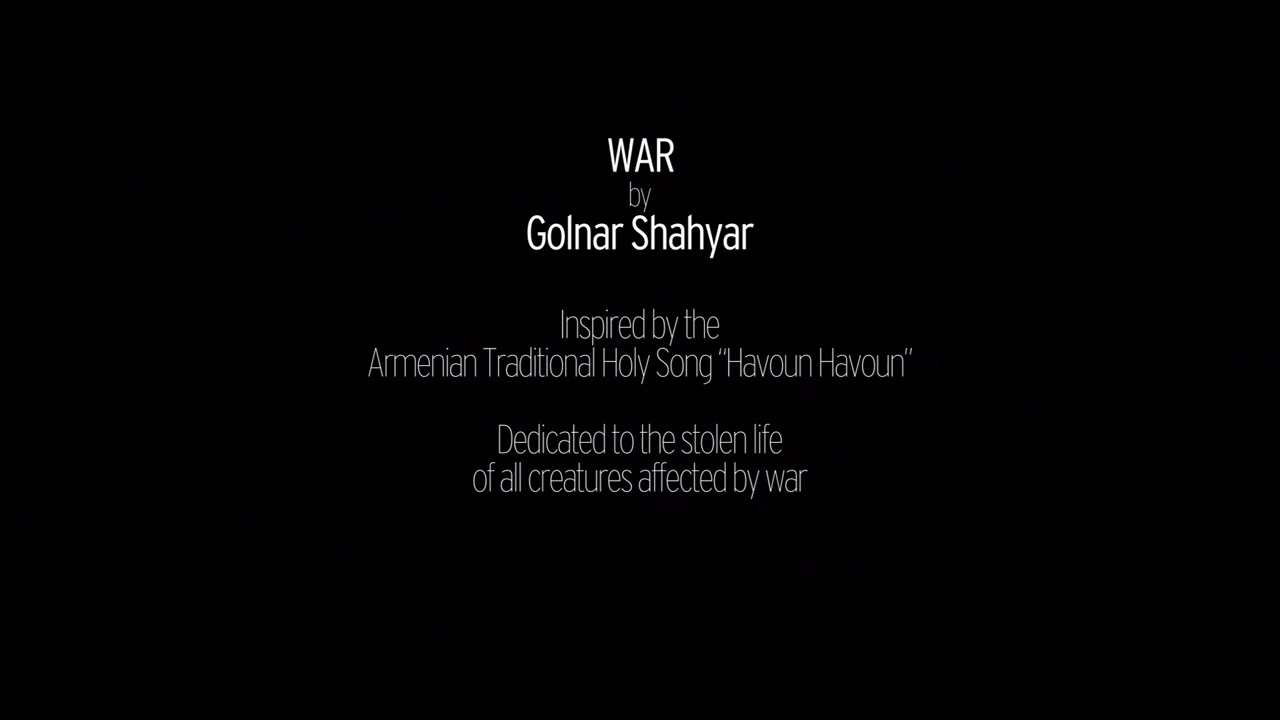 WAR
by
Golnar Shahyar
Inspired by the
Armenian Traditional Holy Song “Havoun Havoun”
Dedicated to the stolen life
of all creatures affected by war